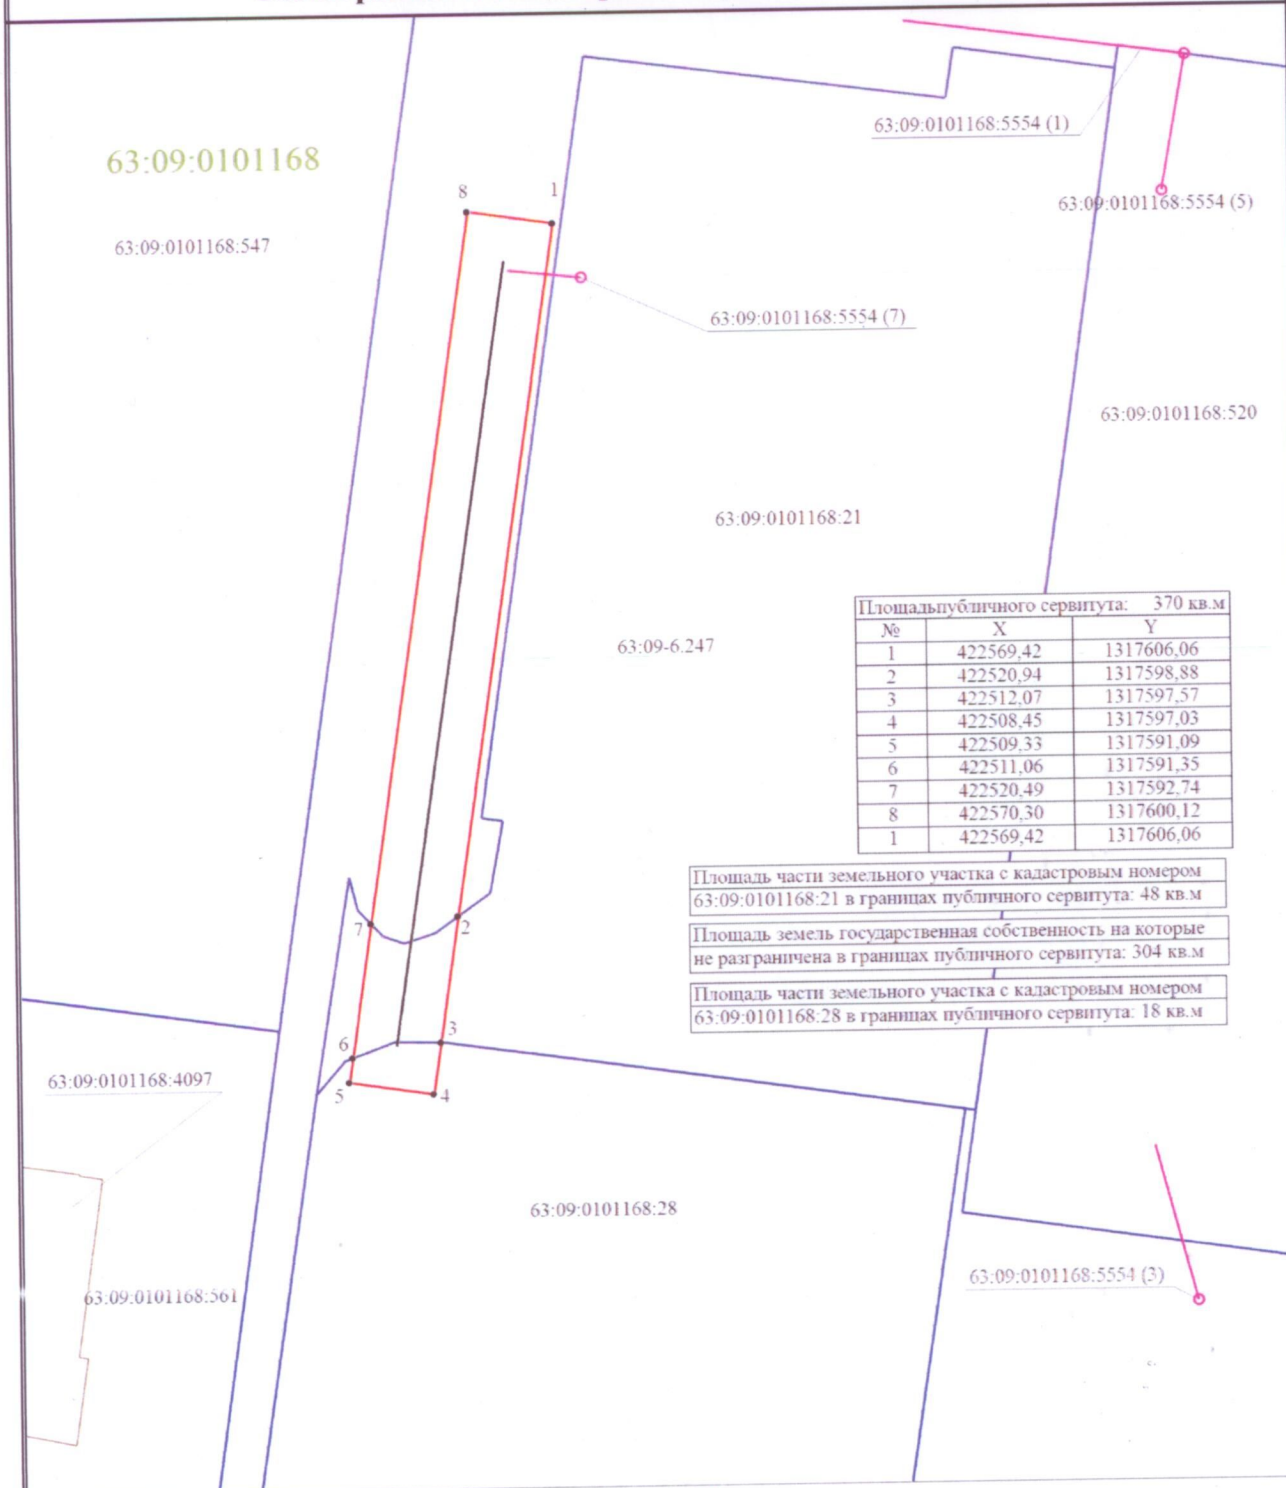 63:09:0101168:5554 (1)
63:09:0101168
8
1
63:09:0101168:5554 (5)
63:09:0101168:547
63:09:0101168:5554 (7)
63:09:0101168:520
63:09:0101168:21
63:09-6.247
Площадьпубличного сервитута: 370 кв.м
№ X Y
1 422569,42 1317606,06
2 422520,94 1317598,88
3 422512,07 1317597,57
4 422508,45 1317597,03
5 422509,33 1317591,09
6 422511,06 1317591,35
7 422520,49 1317592,74
8 422570,30 1317600,12
1 422569,42 1317606,06
Площадь части земельного участка с кадастровым номером
63:09:0101168:21 в границах публичного сервитута: 48 кв.м
Площадь земель государственная собственность на которые
не разграничена в границах публичного сервитута: 304 кв.м
Площадь части земельного участка с кадастровым номером
63:09:0101168:28 в границах публичного сервитута: 18 кв.м
7
2
3
6
5
4
63:09:0101168:4097
63:09:0101168:28
63:09:0101168:5554 (3)
63:09:0101168:561